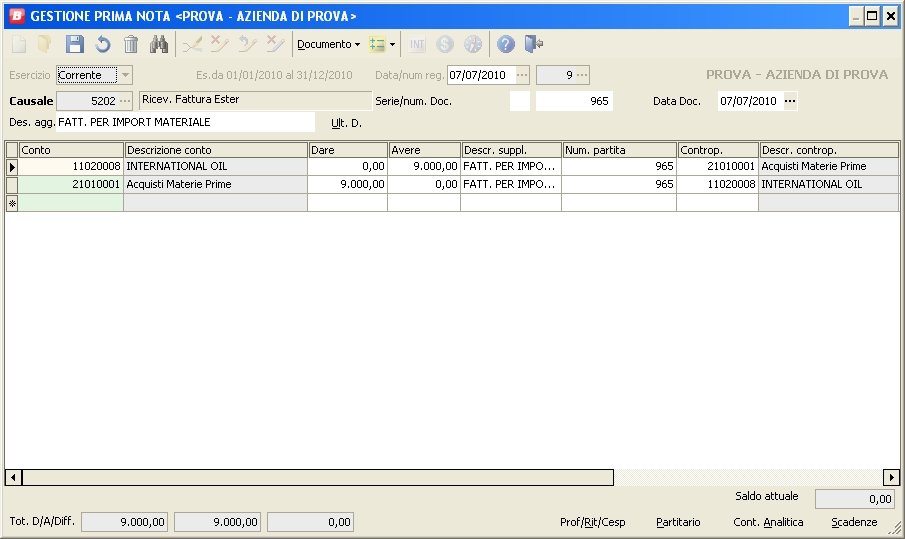 B GESTIONE PRIMA NOTA <PROVA - AZIENDA DI PROVA>
Documento INT $ ?
Esercizio Corrente Es.da 01/01/2010 al 31/12/2010 Data/num reg. 07/07/2010 ... 9 ... PROVA - AZIENDA DI PROVA
Causale 5202 ... Ricev. Fattura Ester Serie/num. Doc. 965 Data Doc. 07/07/2010 ...
Des. agg. FATT. PER IMPORT MATERIALE Ult. D.
Conto Descrizione conto Dare Avere Descr. suppl. Num. partita Controp. Descr. controp.
11020008 INTERNATIONAL OIL 0,00 9.000,00 FATT. PER IMPO... 965 21010001 Acquisti Materie Prime
21010001 Acquisti Materie Prime 9.000,00 0,00 FATT. PER IMPO... 965 11020008 INTERNATIONAL OIL
Saldo attuale 0,00
Tot. D/A/Diff. 9.000,00 9.000,00 0,00 Prof/Rit/Cesp Partitario Cont. Analitica Scadenze